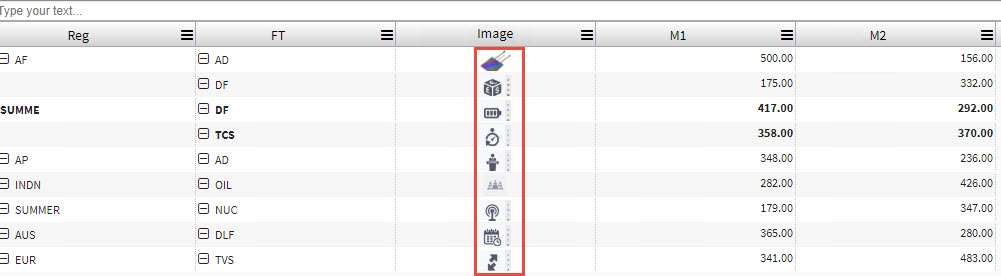 Type your text...
Reg FT Image M1 M2
AF AD 500.00 156.00
DF 175.00 332.00
SUMME DF 417.00 292.00
TCS 358.00 370.00
AP AD 348.00 236.00
INDN OIL 282.00 426.00
SUMMER NUC 179.00 347.00
AUS DLF 365.00 280.00
EUR TVS 341.00 483.00